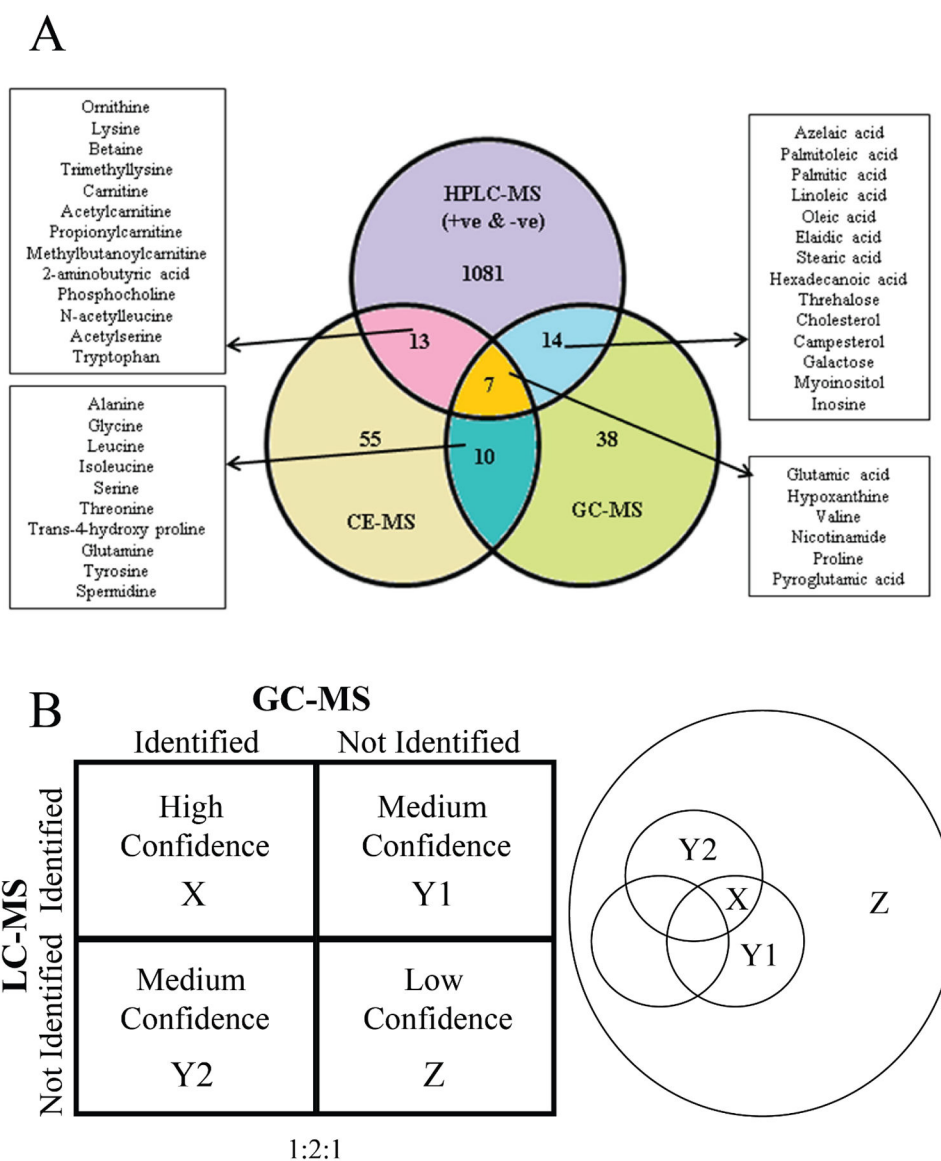 A
Ornithine
Lysine
Betaine
Trimethyllysine
Carnitine
Acetylcarnitine
Propionylcarnitine
Methylbutanoylcarnitine
2-aminobutyric acid
Phosphocholine
N-acetylleucine
Acetylserine
Tryptophan
Alanine
Glycine
Leucine
Isoleucine
Serine
Threonine
Trans-4-hydroxy proline
Glutamine
Tyrosine
Spermidine
HPLC-MS
(+ve & -ve)
1081
13
14
7
55
10
38
CE-MS
GC-MS
Azelaic acid
Palmitoleic acid
Palmitic acid
Linoleic acid
Oleic acid
Elaidic acid
Stearic acid
Hexadecanoic acid
Threhalose
Cholesterol
Campesterol
Galactose
Myoinositol
Inosine
Glutamic acid
Hypoxanthine
Valine
Nicotinamide
Proline
Pyroglutamic acid
B
GC-MS
Identified Not Identified
LC-MS
Identified
Not Identified
High
Confidence
X
Medium
Confidence
Y1
Medium
Confidence
Y2
Low
Confidence
Z
1:2:1
Y2
X
Y1
Z